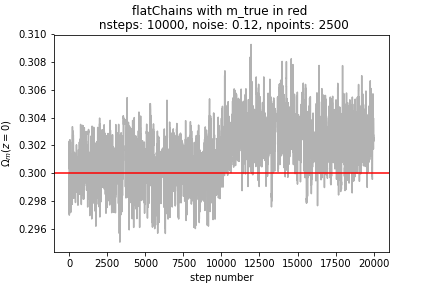 flatChains with m_true in red
nsteps: 10000, noise: 0.12, npoints: 2500
0.310
0.308
0.306
0.304
0.302
0.300
0.298
0.296
Ωm(z = 0)
0 2500 5000 7500 10000 12500 15000 17500 20000
step number